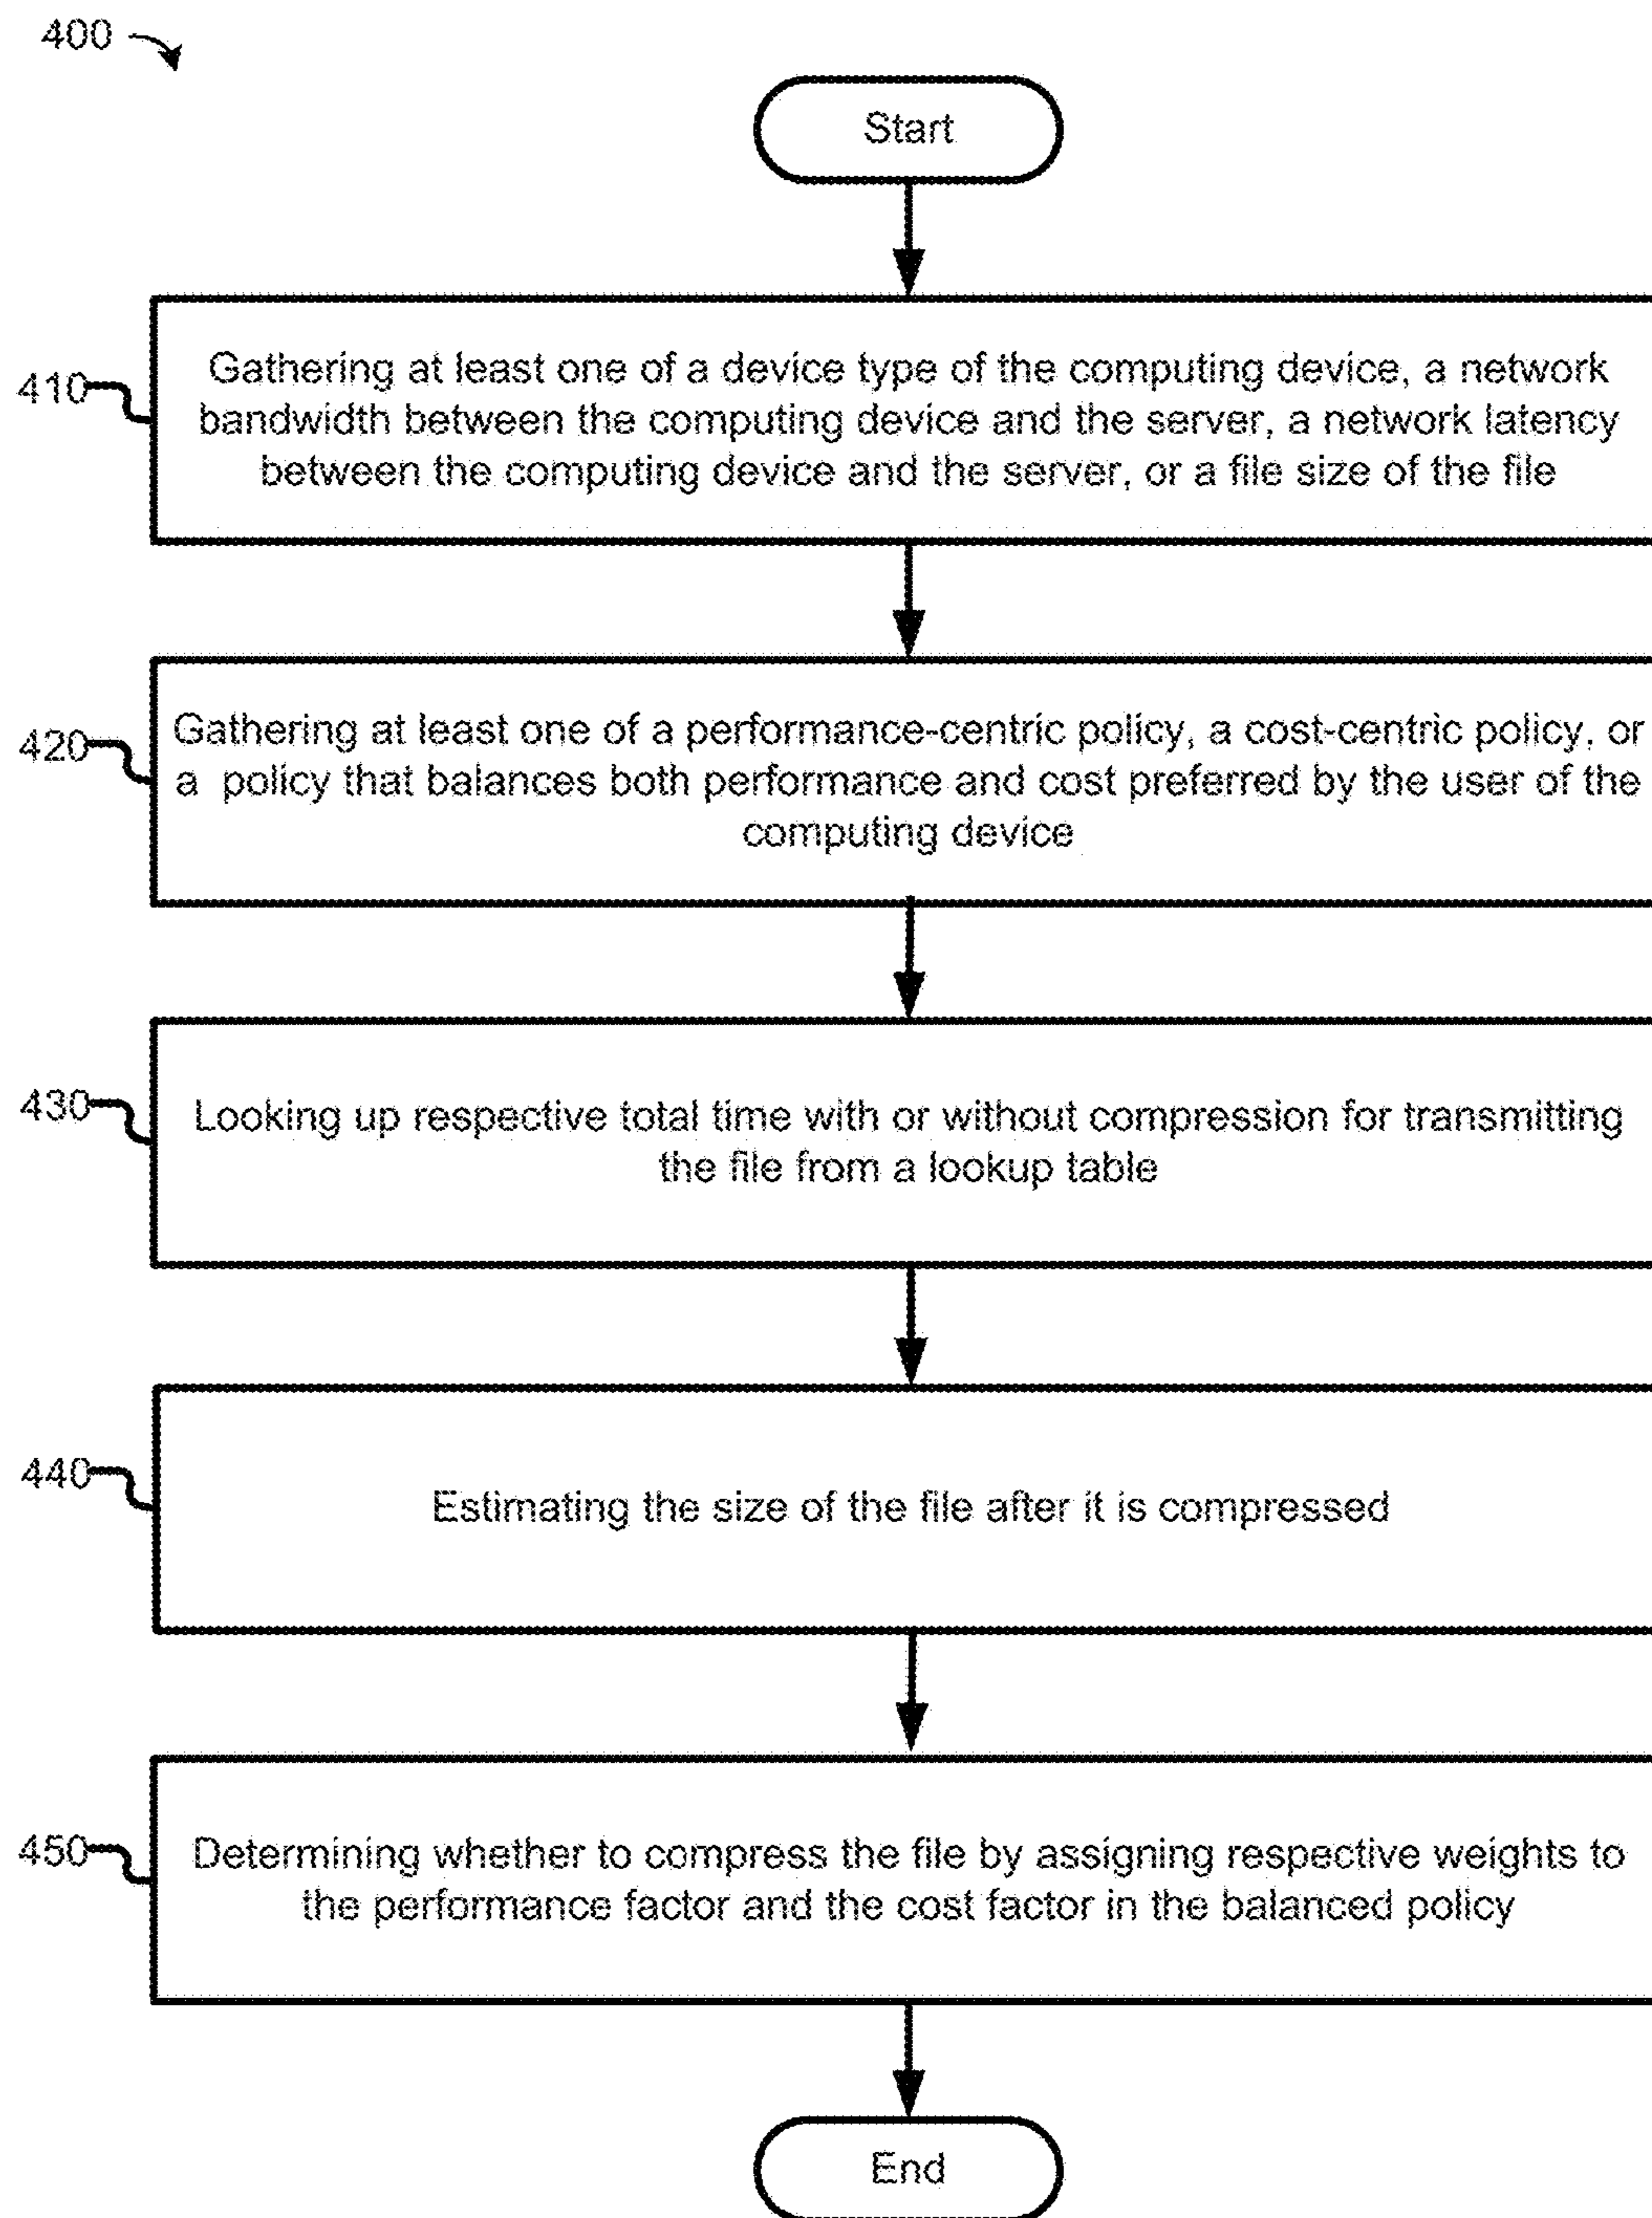 400
Start
410
Gathering at least one of a device type of the computing device, a network
bandwidth between the computing device and the server, a network latency
between the computing device and the server, or a file size of the file
420
Gathering at least one of a performance-centric policy, a cost-centric policy, or
a policy that balances both performance and cost preferred by the user of the
computing device
430
Looking up respective total time with or without compression for transmitting
the file from a lookup table
440
Estimating the size of the file after it is compressed
450
Determining whether to compress the file by assigning respective weights to
the performance factor and the cost factor in the balanced policy
End